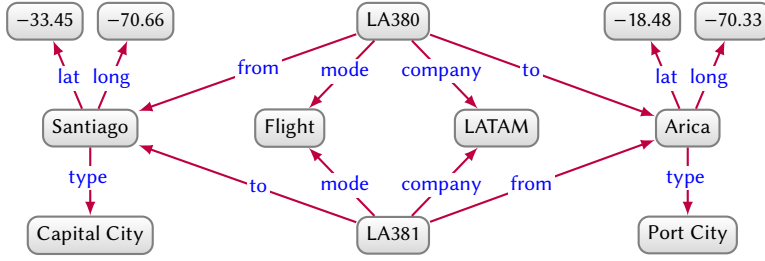 −33.45 −70.66 LA380 −18.48 −70.33
lat long from mode company to lat long
Santiago Flight LATAM Arica
type to mode company from type
Capital City LA381 Port City